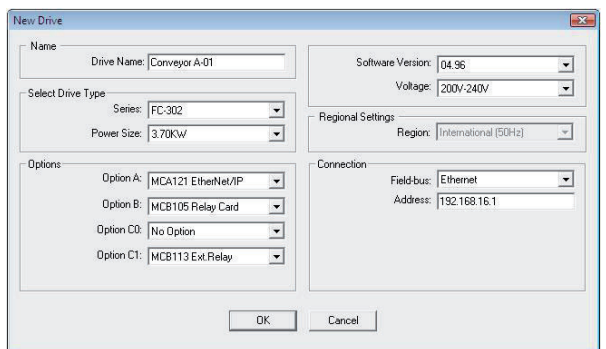 New Drive
Name
Drive Name: Conveyor A-01
Select Drive Type
Series: FC-302
Power Size: 3.70KW
Options
Option A: MCA121 EtherNet/IP
Option B: MCB105 Relay Card
Option C0: No Option
Option C1: MCB113 Ext.Relay
Software Version: 04.96
Voltage: 200V-240V
Regional Settings
Region: International (50Hz)
Connection
Field-bus: Ethernet
Address: 192.168.16.1
OK Cancel